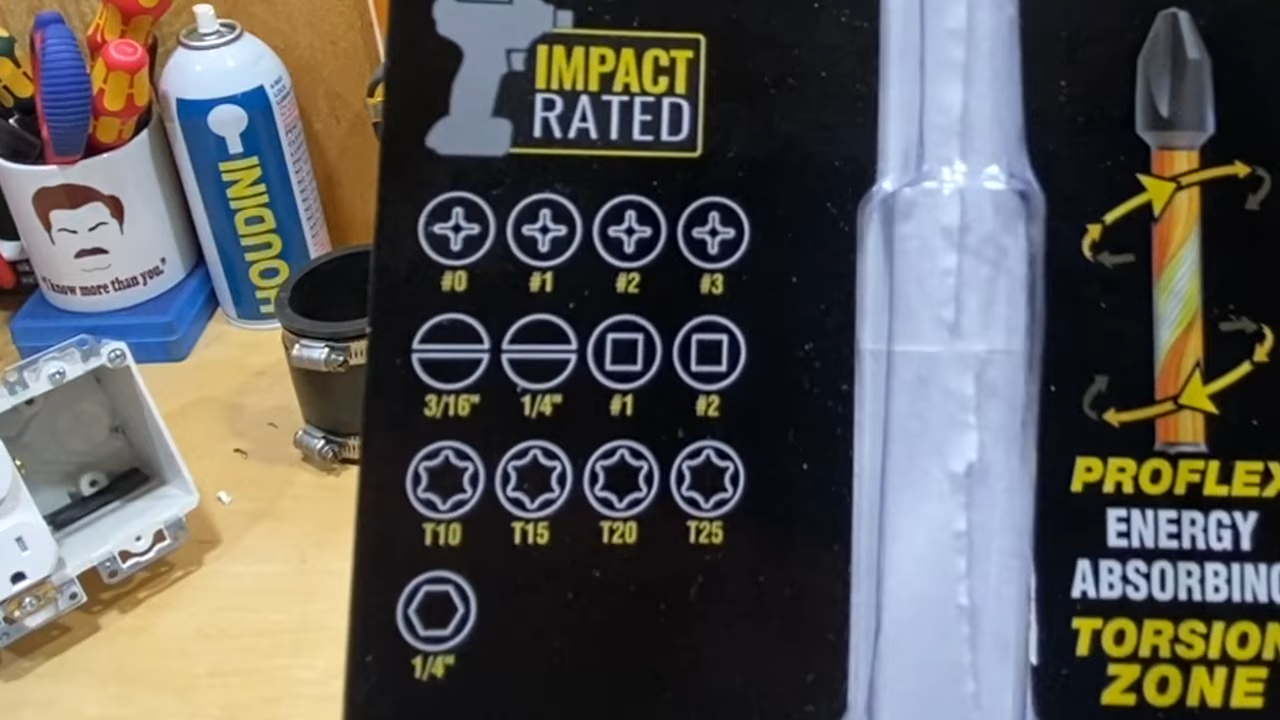 IMPACT
RATED
#0 #1 #2 #3
3/16" 1/4" #1 #2
T10 T15 T20 T25
1/4"
PROFLEX
ENERGY
ABSORBING
TORSION
ZONE
HOUDINI
"I know more than you."